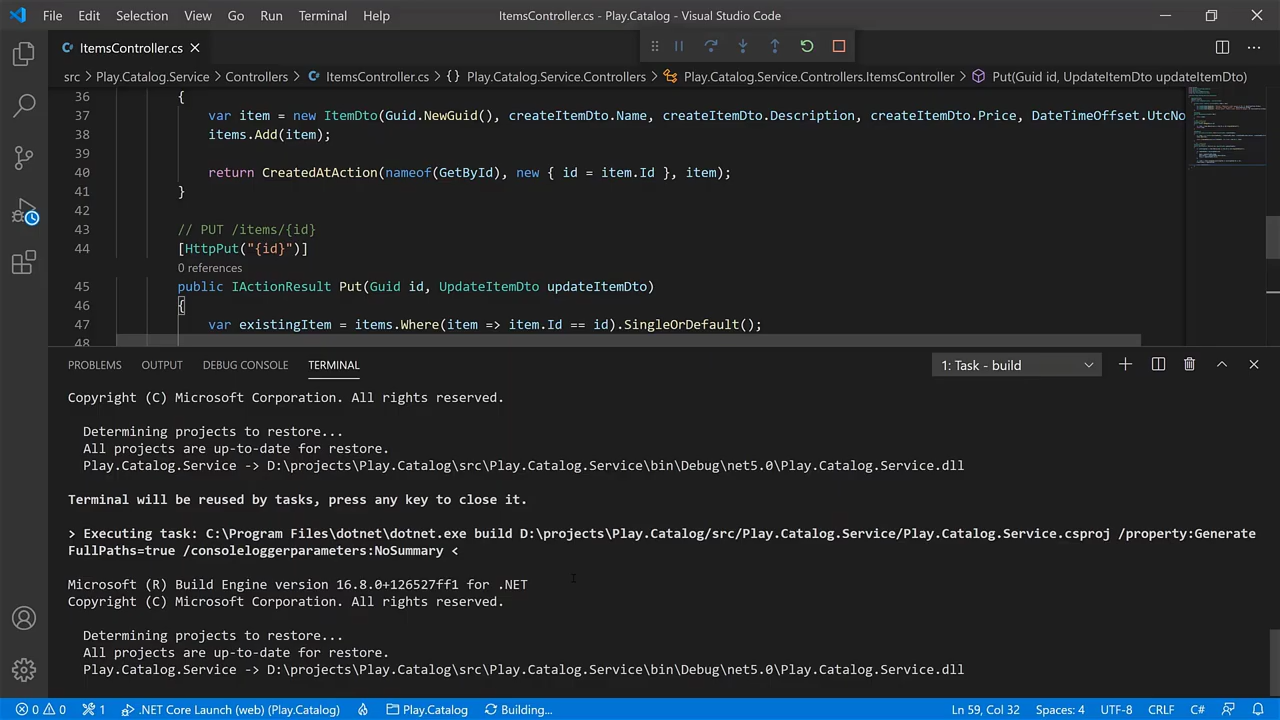 File Edit Selection View Go Run Terminal Help ItemsController.cs - Play.Catalog - Visual Studio Code
ItemsController.cs
src > Play.Catalog.Service > Controllers > ItemsController.cs > {} Play.Catalog.Service.Controllers > Play.Catalog.Service.Controllers.ItemsController > Put(Guid id, UpdateItemDto updateItemDto)
36 {
37 var item = new ItemDto(Guid.NewGuid(), createItemDto.Name, createItemDto.Description, createItemDto.Price, DateTimeOffset.UtcNo
38 items.Add(item);
39
40 return CreatedAtAction(nameof(GetById), new { id = item.Id }, item);
41 }
42
43 // PUT /items/{id}
44 [HttpPut("{id}")]
0 references
45 public IActionResult Put(Guid id, UpdateItemDto updateItemDto)
46 {
47 var existingItem = items.Where(item => item.Id == id).SingleOrDefault();
48
PROBLEMS OUTPUT DEBUG CONSOLE TERMINAL 1: Task - build
Copyright (C) Microsoft Corporation. All rights reserved.
Determining projects to restore...
All projects are up-to-date for restore.
Play.Catalog.Service -> D:\projects\Play.Catalog\src\Play.Catalog.Service\bin\Debug\net5.0\Play.Catalog.Service.dll
Terminal will be reused by tasks, press any key to close it.
> Executing task: C:\Program Files\dotnet\dotnet.exe build D:\projects\Play.Catalog/src/Play.Catalog.Service/Play.Catalog.Service.csproj /property:Generate
FullPaths=true /consoleloggerparameters:NoSummary <
Microsoft (R) Build Engine version 16.8.0+126527ff1 for .NET
Copyright (C) Microsoft Corporation. All rights reserved.
Determining projects to restore...
All projects are up-to-date for restore.
Play.Catalog.Service -> D:\projects\Play.Catalog\src\Play.Catalog.Service\bin\Debug\net5.0\Play.Catalog.Service.dll
0 0 1 .NET Core Launch (web) (Play.Catalog) Play.Catalog Building... Ln 59, Col 32 Spaces: 4 UTF-8 CRLF C#